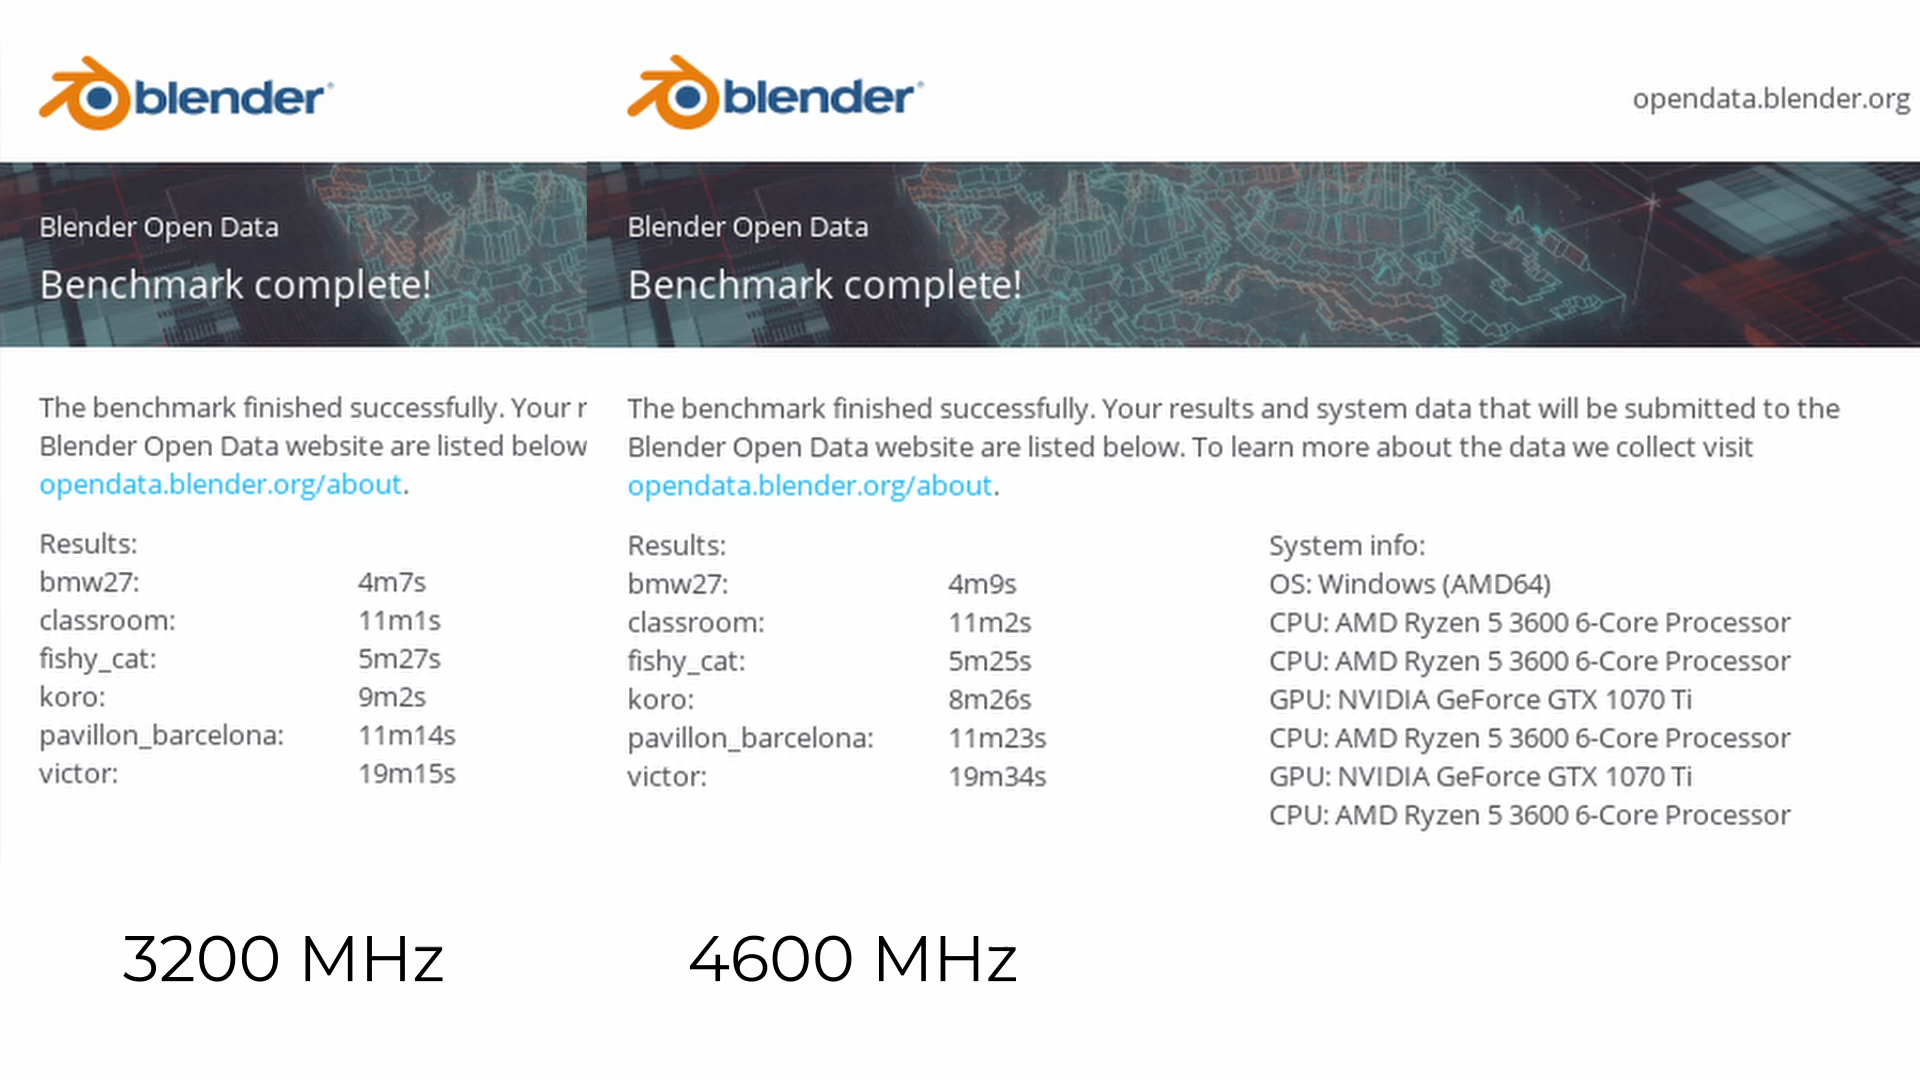 blender
Blender Open Data
Benchmark complete!
The benchmark finished successfully. Your r
Blender Open Data website are listed below
opendata.blender.org/about.
Results:
bmw27: 4m7s
classroom: 11m1s
fishy_cat: 5m27s
koro: 9m2s
pavillon_barcelona: 11m14s
victor: 19m15s
3200 MHz
blender
opendata.blender.org
Blender Open Data
Benchmark complete!
The benchmark finished successfully. Your results and system data that will be submitted to the
Blender Open Data website are listed below. To learn more about the data we collect visit
opendata.blender.org/about.
Results:
bmw27: 4m9s
classroom: 11m2s
fishy_cat: 5m25s
koro: 8m26s
pavillon_barcelona: 11m23s
victor: 19m34s
System info:
OS: Windows (AMD64)
CPU: AMD Ryzen 5 3600 6-Core Processor
CPU: AMD Ryzen 5 3600 6-Core Processor
GPU: NVIDIA GeForce GTX 1070 Ti
CPU: AMD Ryzen 5 3600 6-Core Processor
GPU: NVIDIA GeForce GTX 1070 Ti
CPU: AMD Ryzen 5 3600 6-Core Processor
4600 MHz